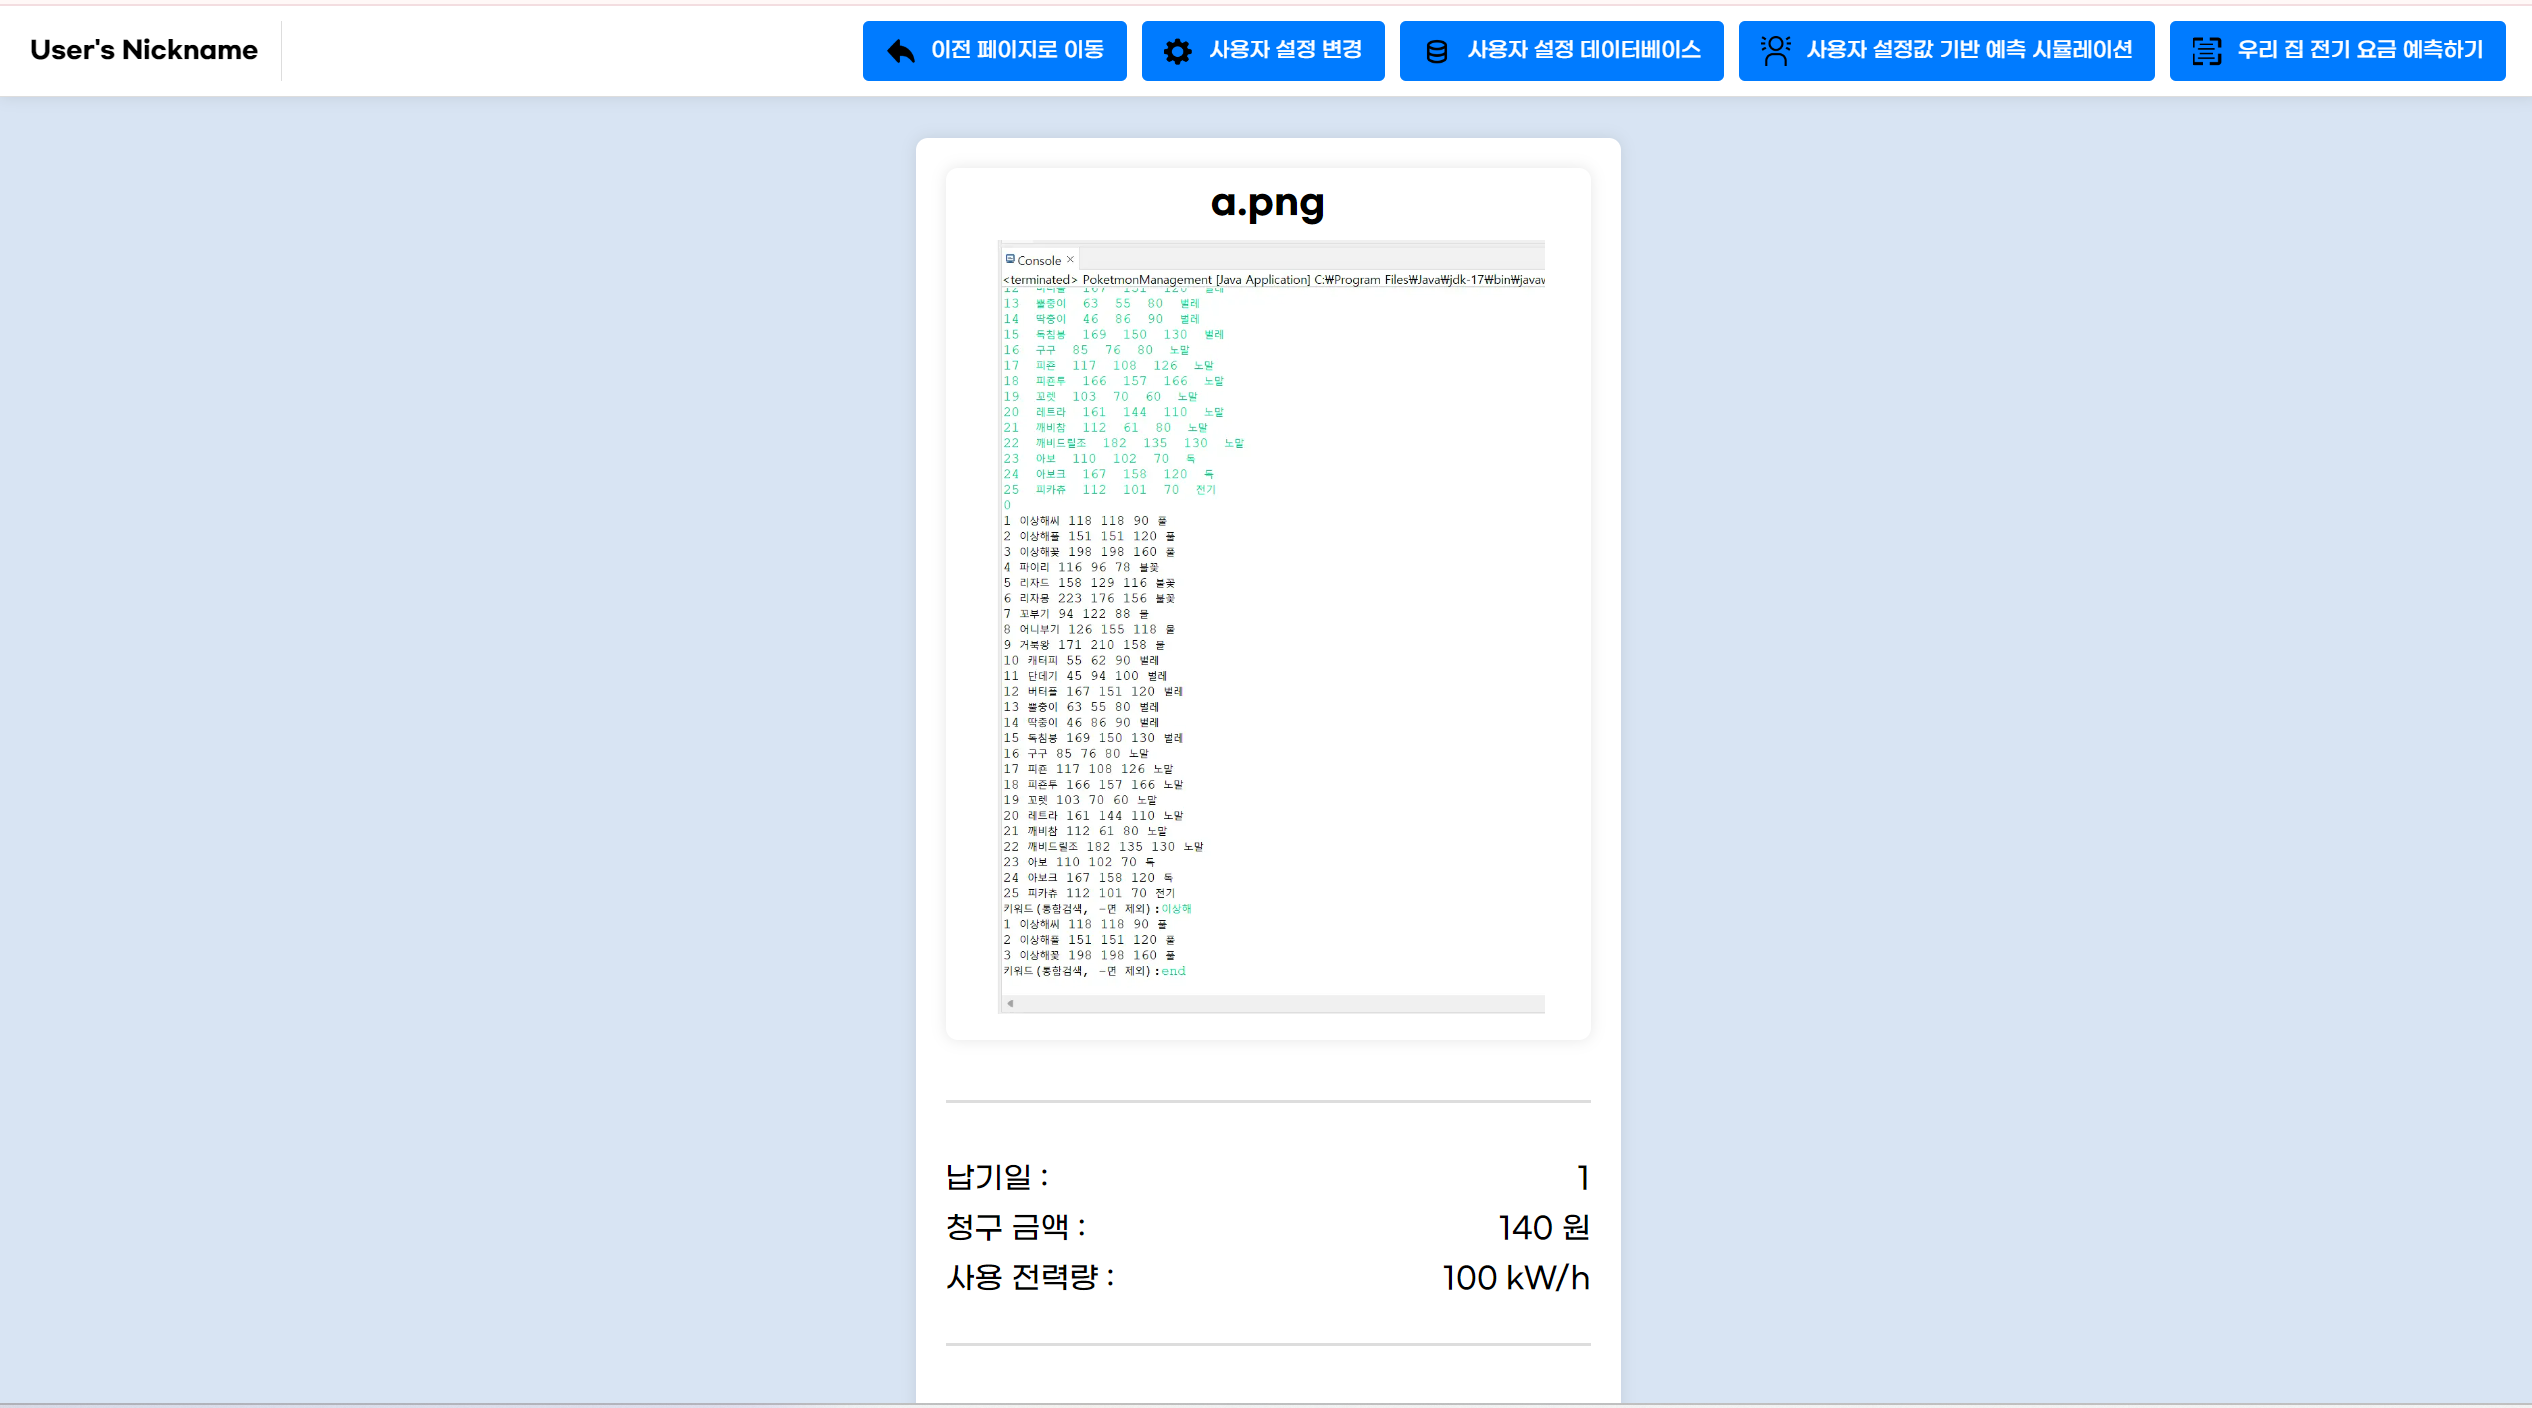 User's Nickname
이전 페이지로 이동
사용자 설정 변경
사용자 설정 데이터베이스
사용자 설정값 기반 예측 시뮬레이션
우리 집 전기 요금 예측하기
a.png
Console
<terminated> PoketmonManagement [Java Application] C:₩Program Files₩Java₩jdk-17₩bin₩javav
12 버터플 167 151 120 벌레
13 뿔충이 63 55 80 벌레
14 딱충이 46 86 90 벌레
15 독침붕 169 150 130 벌레
16 구구 85 76 80 노말
17 피죤 117 108 126 노말
18 피죤투 166 157 166 노말
19 꼬렛 103 70 60 노말
20 레트라 161 144 110 노말
21 깨비참 112 61 80 노말
22 깨비드릴조 182 135 130 노말
23 아보 110 102 70 독
24 아보크 167 158 120 독
25 피카츄 112 101 70 전기
0
1 이상해씨 118 118 90 풀
2 이상해풀 151 151 120 풀
3 이상해꽃 198 198 160 풀
4 파이리 116 96 78 불꽃
5 리자드 158 129 116 불꽃
6 리자몽 223 176 156 불꽃
7 꼬부기 94 122 88 물
8 어니부기 126 155 118 물
9 거북왕 171 210 158 물
10 캐터피 55 62 90 벌레
11 단데기 45 94 100 벌레
12 버터플 167 151 120 벌레
13 뿔충이 63 55 80 벌레
14 딱충이 46 86 90 벌레
15 독침붕 169 150 130 벌레
16 구구 85 76 80 노말
17 피죤 117 108 126 노말
18 피죤투 166 157 166 노말
19 꼬렛 103 70 60 노말
20 레트라 161 144 110 노말
21 깨비참 112 61 80 노말
22 깨비드릴조 182 135 130 노말
23 아보 110 102 70 독
24 아보크 167 158 120 독
25 피카츄 112 101 70 전기
키워드(통합검색, -면 제외):이상해
1 이상해씨 118 118 90 풀
2 이상해풀 151 151 120 풀
3 이상해꽃 198 198 160 풀
키워드(통합검색, -면 제외):end
납기일 : 1
청구 금액 : 140 원
사용 전력량 : 100 kW/h